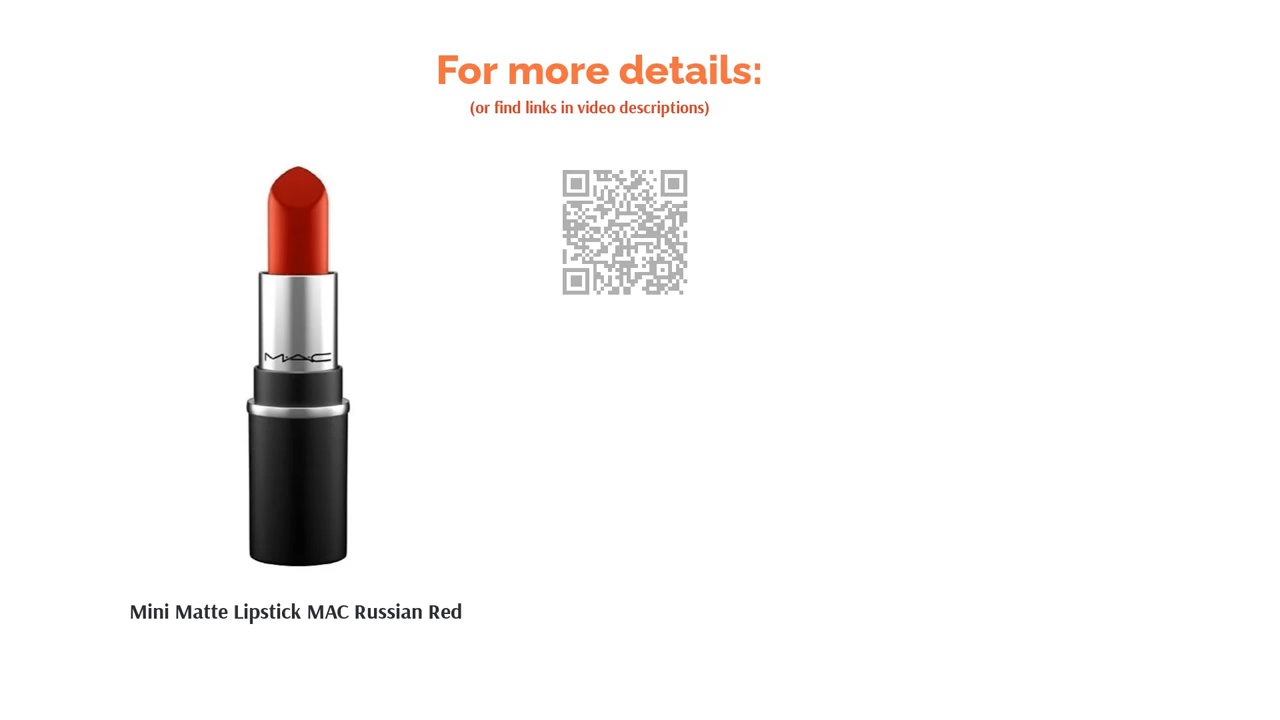 For more details:
(or find links in video descriptions)
MAC
Mini Matte Lipstick MAC Russian Red